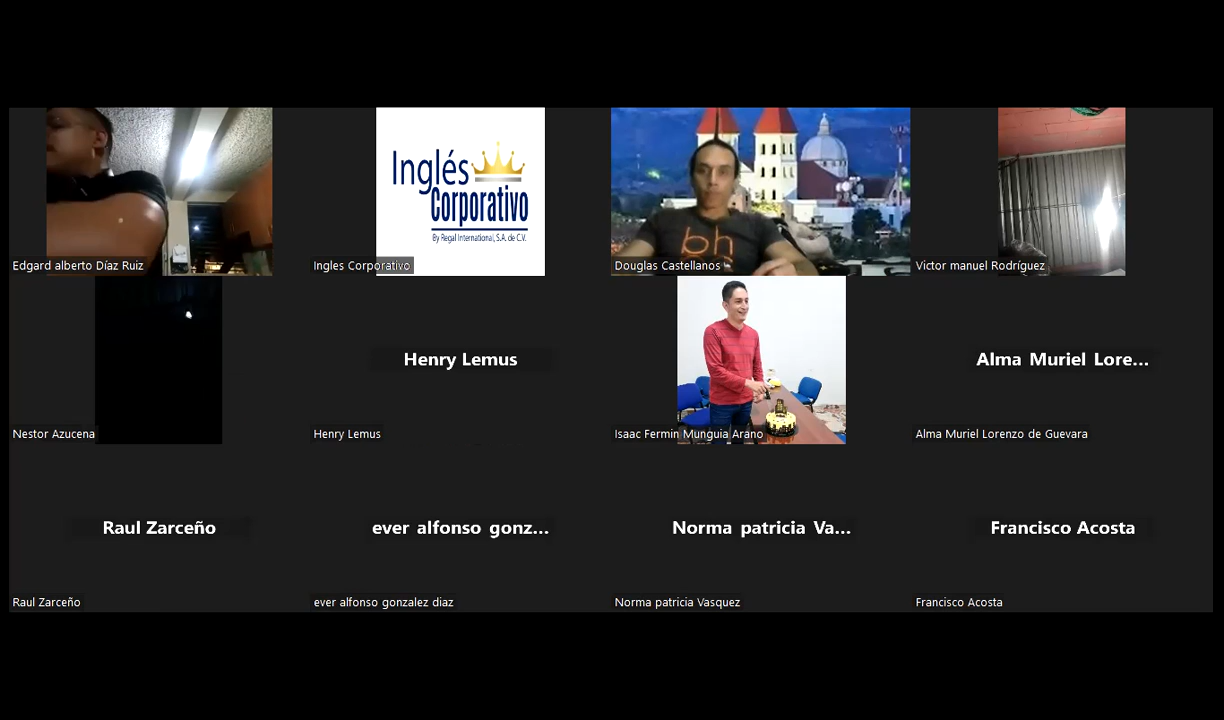 Inglés
Corporativo
By Regal International, S.A. de C.V.
bh
Edgard alberto Díaz Ruiz
Ingles Corporativo
Douglas Castellanos
Victor manuel Rodríguez
Henry Lemus
Alma Muriel Lore...
Nestor Azucena
Henry Lemus
Isaac Fermin Munguia Arano
Alma Muriel Lorenzo de Guevara
Raul Zarceño
ever alfonso gonz...
Norma patricia Va...
Francisco Acosta
Raul Zarceño
ever alfonso gonzalez diaz
Norma patricia Vasquez
Francisco Acosta